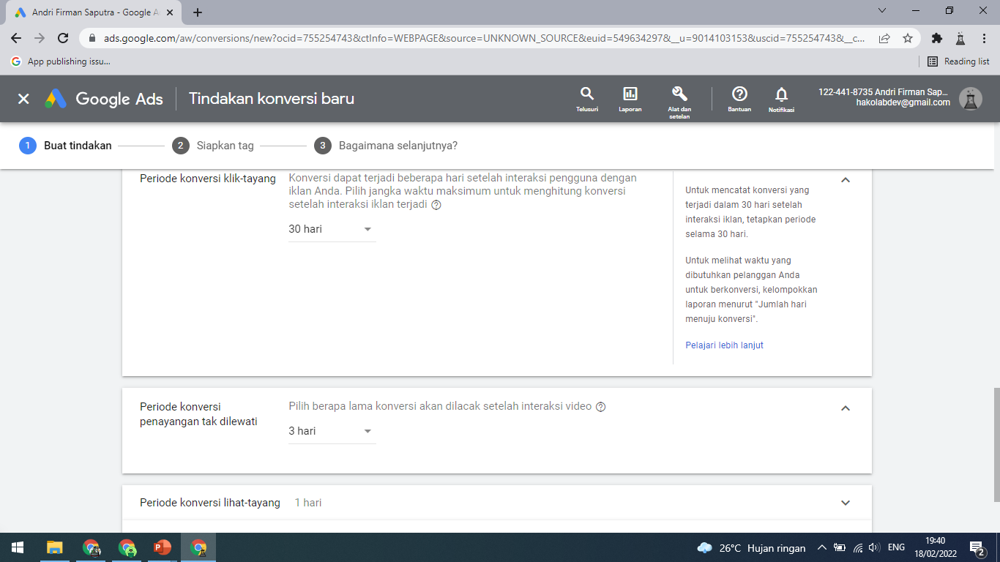 Andri Firman Saputra - Google A
ads.google.com/aw/conversions/new?ocid=755254743&ctInfo=WEBPAGE&source=UNKNOWN_SOURCE&euid=549634297&__u=9014103153&uscid=755254743&__c...
App publishing issu...
Reading list
Google Ads
Tindakan konversi baru
Telusuri
Laporan
Alat dan
setelan
Bantuan
Notifikasi
122-441-8735 Andri Firman Sap...
hakolabdev@gmail.com
1 Buat tindakan
2 Siapkan tag
3 Bagaimana selanjutnya?
Periode konversi klik-tayang
Konversi dapat terjadi beberapa hari setelah interaksi pengguna dengan
iklan Anda. Pilih jangka waktu maksimum untuk menghitung konversi
setelah interaksi iklan terjadi
30 hari
Untuk mencatat konversi yang
terjadi dalam 30 hari setelah
interaksi iklan, tetapkan periode
selama 30 hari.
Untuk melihat waktu yang
dibutuhkan pelanggan Anda
untuk berkonversi, kelompokkan
laporan menurut "Jumlah hari
menuju konversi".
Pelajari lebih lanjut
Periode konversi
penayangan tak dilewati
Pilih berapa lama konversi akan dilacak setelah interaksi video
3 hari
Periode konversi lihat-tayang
1 hari
26°C Hujan ringan
ENG
19:40
18/02/2022
2